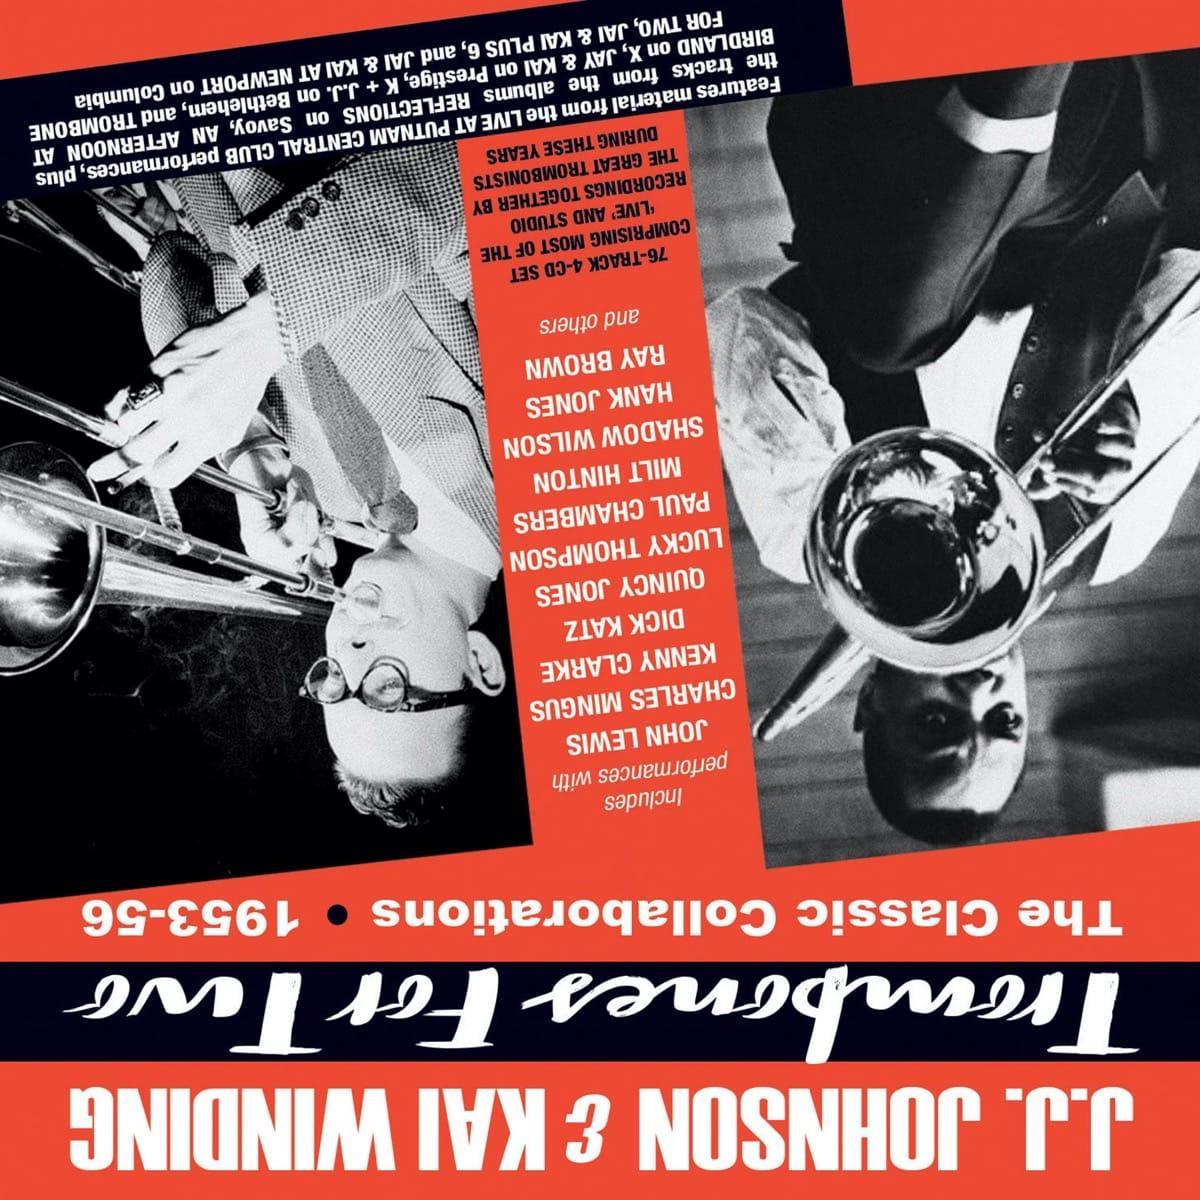 J.J. JOHNSON & KAI WINDING
Trombones For Two
The Classic Collaborations • 1953-56
Includes
performances with
JOHN LEWIS
CHARLES MINGUS
KENNY CLARKE
DICK KATZ
QUINCY JONES
LUCKY THOMPSON
PAUL CHAMBERS
MILT HINTON
SHADOW WILSON
HANK JONES
RAY BROWN
and others
76-TRACK 4-CD SET
COMPRISING MOST OF THE
'LIVE' AND STUDIO
RECORDINGS TOGETHER BY
THE GREAT TROMBONISTS
DURING THESE YEARS
Features material from the LIVE AT PUTNAM CENTRAL CLUB performances, plus
the tracks from the albums REFLECTIONS on Savoy, AN AFTERNOON AT
BIRDLAND on X, JAY & KAI on Prestige, K + J.J. on Bethlehem, and TROMBONE
FOR TWO, JAI & KAI PLUS 6, and JAI & KAI AT NEWPORT on Columbia